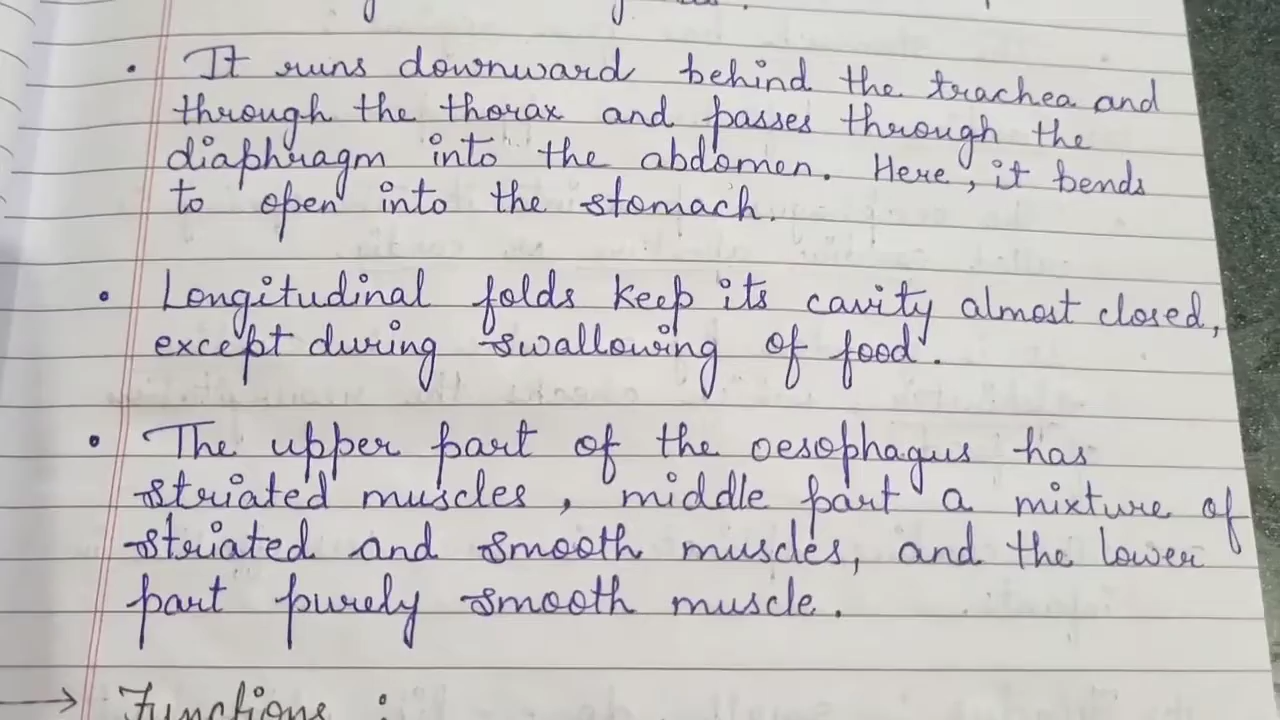 • It runs downward behind the trachea and
through the thorax and passes through the
diaphragm into the abdomen. Here, it bends
to open into the stomach.
• Longitudinal folds keep its cavity almost closed,
except during swallowing of food.
• The upper part of the oesophagus has
striated muscles, middle part a mixture of
striated and smooth muscles, and the lower
part purely smooth muscle.
→ Functions :